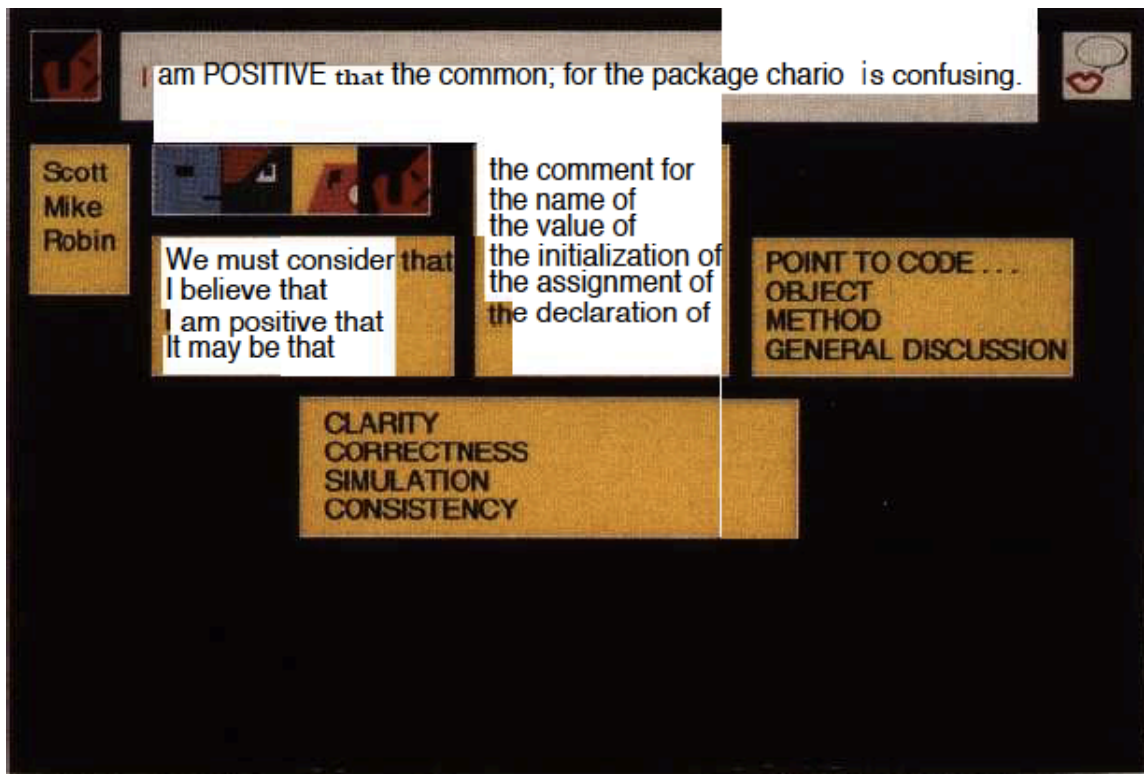 I am POSITIVE that the common; for the package chario is confusing.
Scott
Mike
Robin
We must consider that
I believe that
I am positive that
It may be that
the comment for
the name of
the value of
the initialization of
the assignment of
the declaration of
POINT TO CODE . . .
OBJECT
METHOD
GENERAL DISCUSSION
CLARITY
CORRECTNESS
SIMULATION
CONSISTENCY